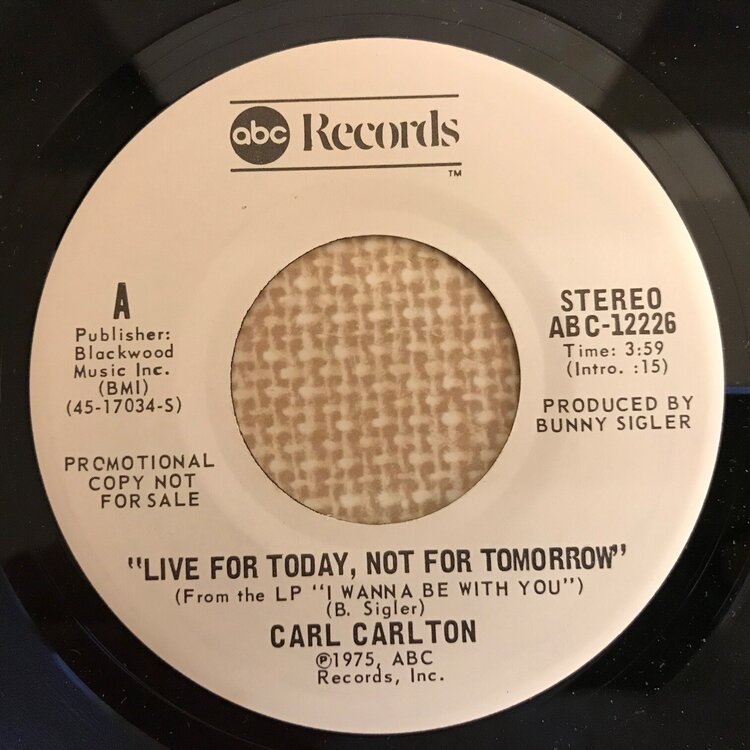 abc Records
TM
A
Publisher:
Blackwood
Music Inc.
(BMI)
(45-17034-S)
PROMOTIONAL
COPY NOT
FOR SALE
STEREO
ABC-12226
Time: 3:59
(Intro. :15)
PRODUCED BY
BUNNY SIGLER
"LIVE FOR TODAY, NOT FOR TOMORROW"
(From the LP "I WANNA BE WITH YOU")
(B. Sigler)
CARL CARLTON
℗1975, ABC
Records, Inc.